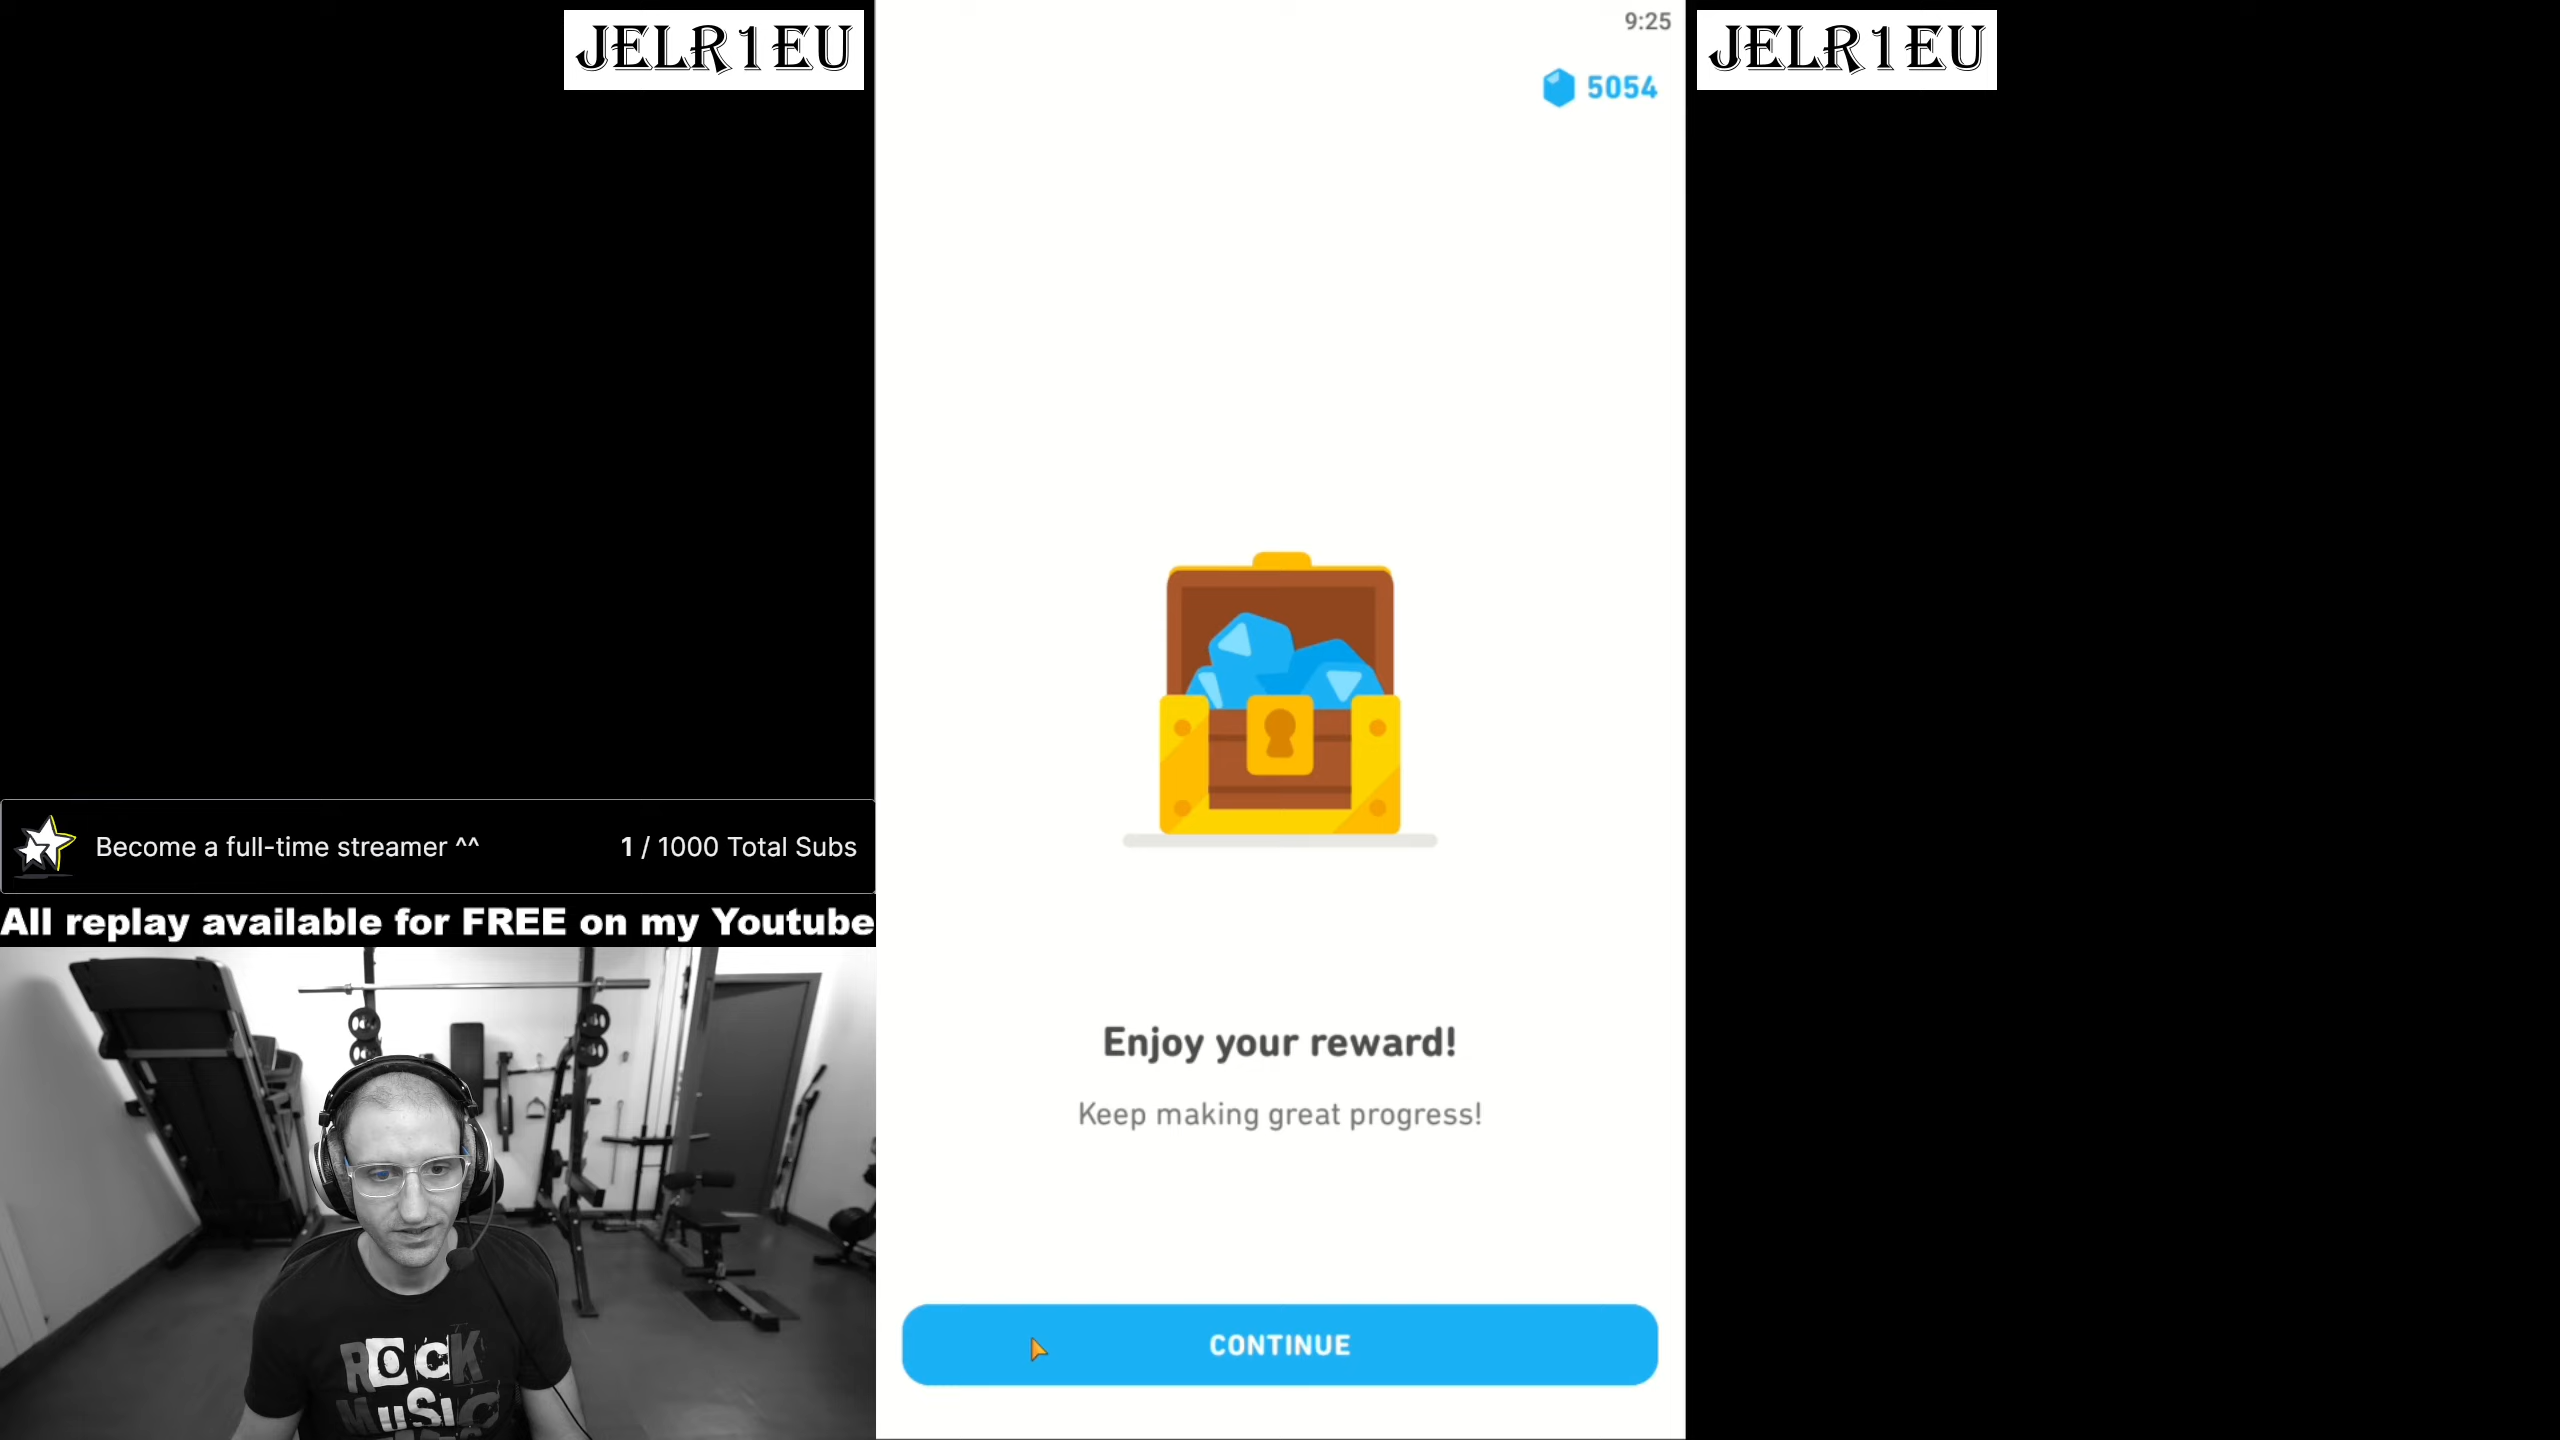 JELR1EU
9:25
JELR1EU
5054
Become a full-time streamer ^^ 1 / 1000 Total Subs
All replay available for FREE on my Youtube
Enjoy your reward!
Keep making great progress!
CONTINUE
ROCK
MUSIC